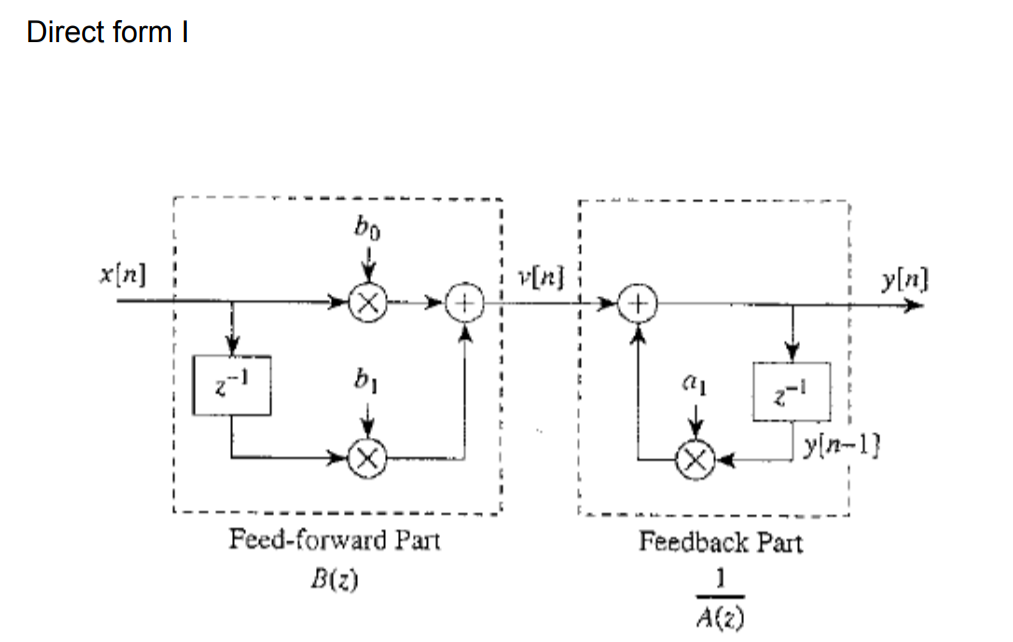 Direct form I
b₀
x[n]
v[n]
y[n]
×
+
+
z⁻¹
b₁
a₁
z⁻¹
×
×
y[n−1]
Feed-forward Part
Feedback Part
B(z)
1
A(z)